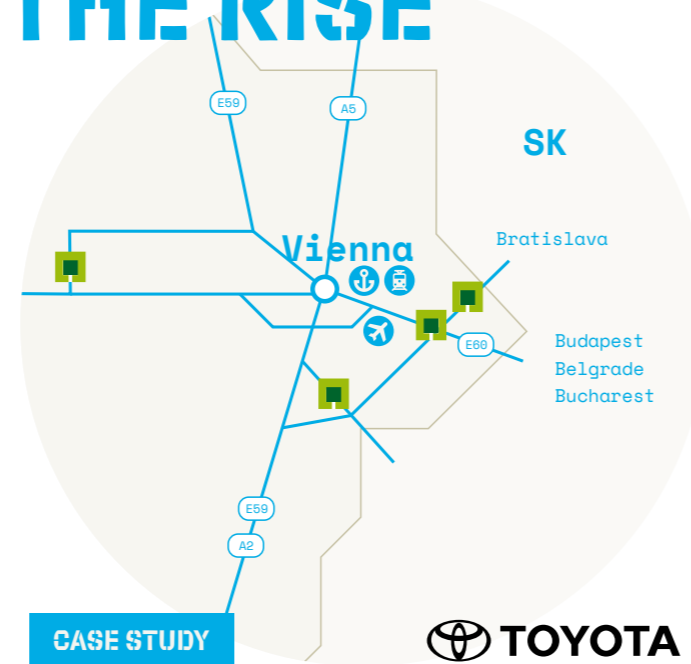 THE RISE
E59
A5
SK
Vienna
Bratislava
E60
Budapest
Belgrade
Bucharest
E59
A2
CASE STUDY
TOYOTA